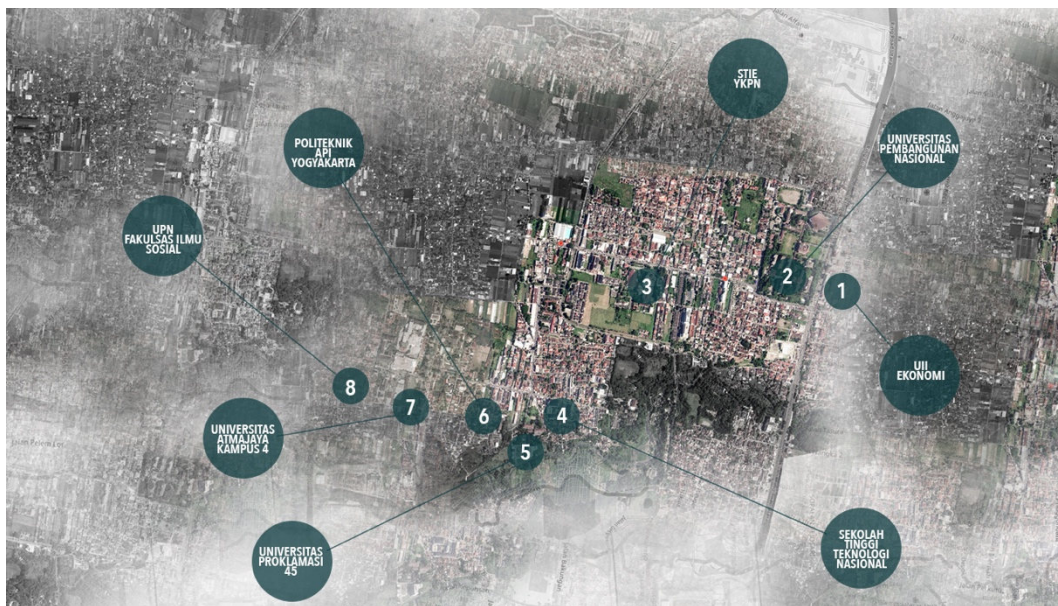 STIE
YKPN
POLITEKNIK
API
YOGYAKARTA
UNIVERSITAS
PEMBANGUNAN
NASIONAL
UPN
FAKULSAS ILMU
SOSIAL
3
2
1
UII
EKONOMI
8
7
6
4
5
UNIVERSITAS
ATMAJAYA
KAMPUS 4
UNIVERSITAS
PROKLAMASI
45
SEKOLAH
TINGGI
TEKNOLOGI
NASIONAL